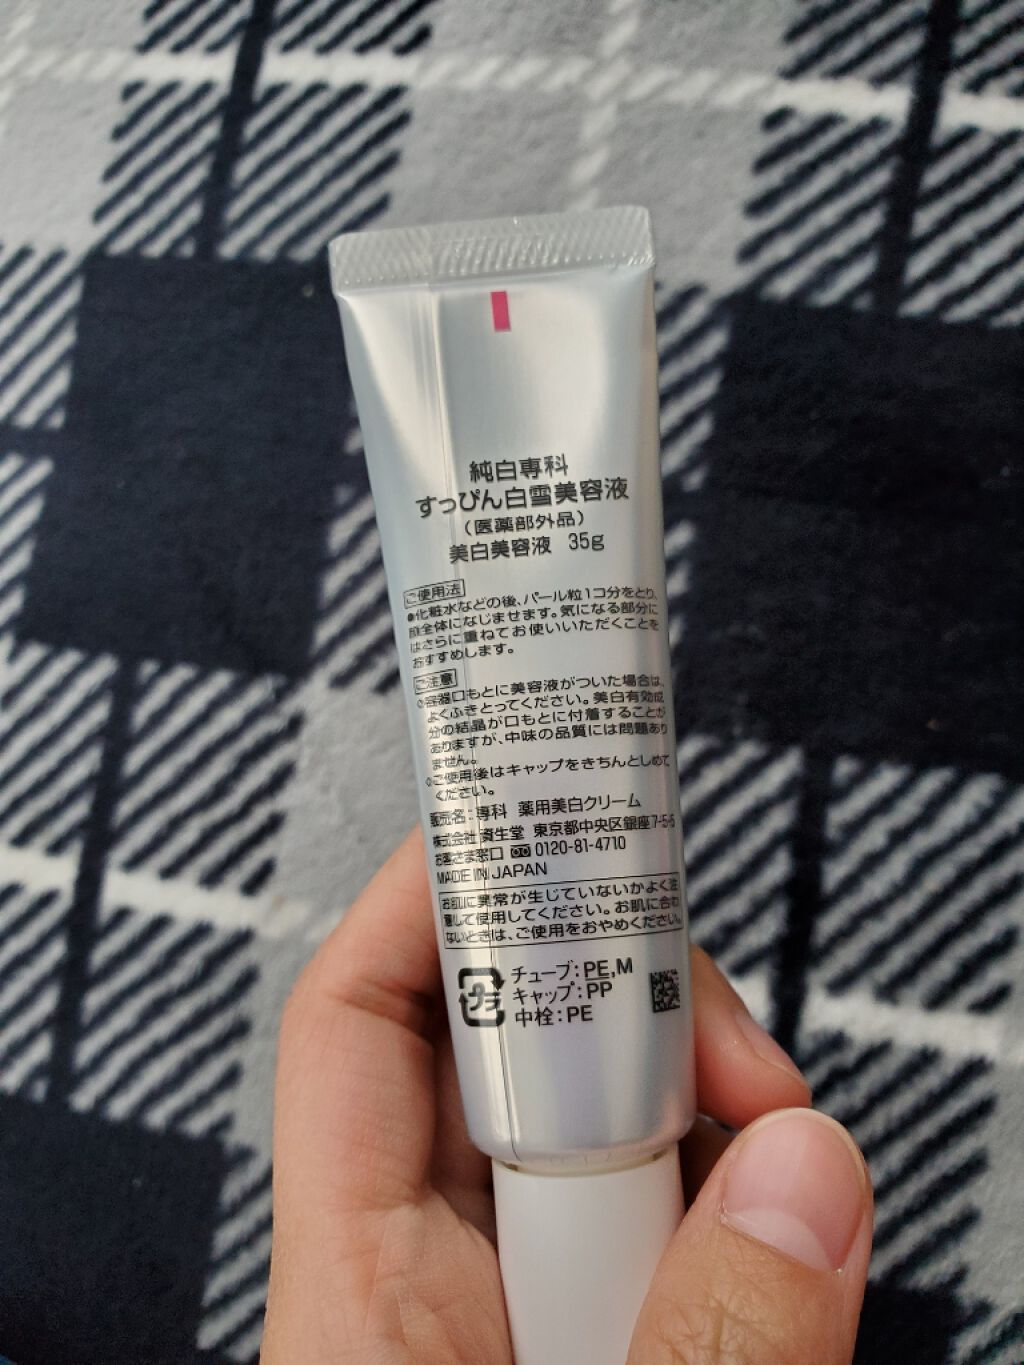 純白専科
すっぴん白雪美容液
（医薬部外品）
美白美容液 35g
ご使用法
●化粧水などの後、パール粒1コ分をとり、
顔全体になじませます。気になる部分に
はさらに重ねてお使いいただくことを
おすすめします。
ご注意
◇容器口もとに美容液がついた場合は、
よくふきとってください。美白有効成
分の結晶が口もとに付着することが
ありますが、中味の品質には問題あり
ません。
◇ご使用後はキャップをきちんとしめて
ください。
販売名：専科 薬用美白クリーム
株式会社 資生堂 東京都中央区銀座7-5-5
お客さま窓口 0120-81-4710
MADE IN JAPAN
お肌に異常が生じていないかよく注
意して使用してください。お肌に合わ
ないときは、ご使用をおやめください。
プラ
チューブ：PE,M
キャップ：PP
中栓：PE